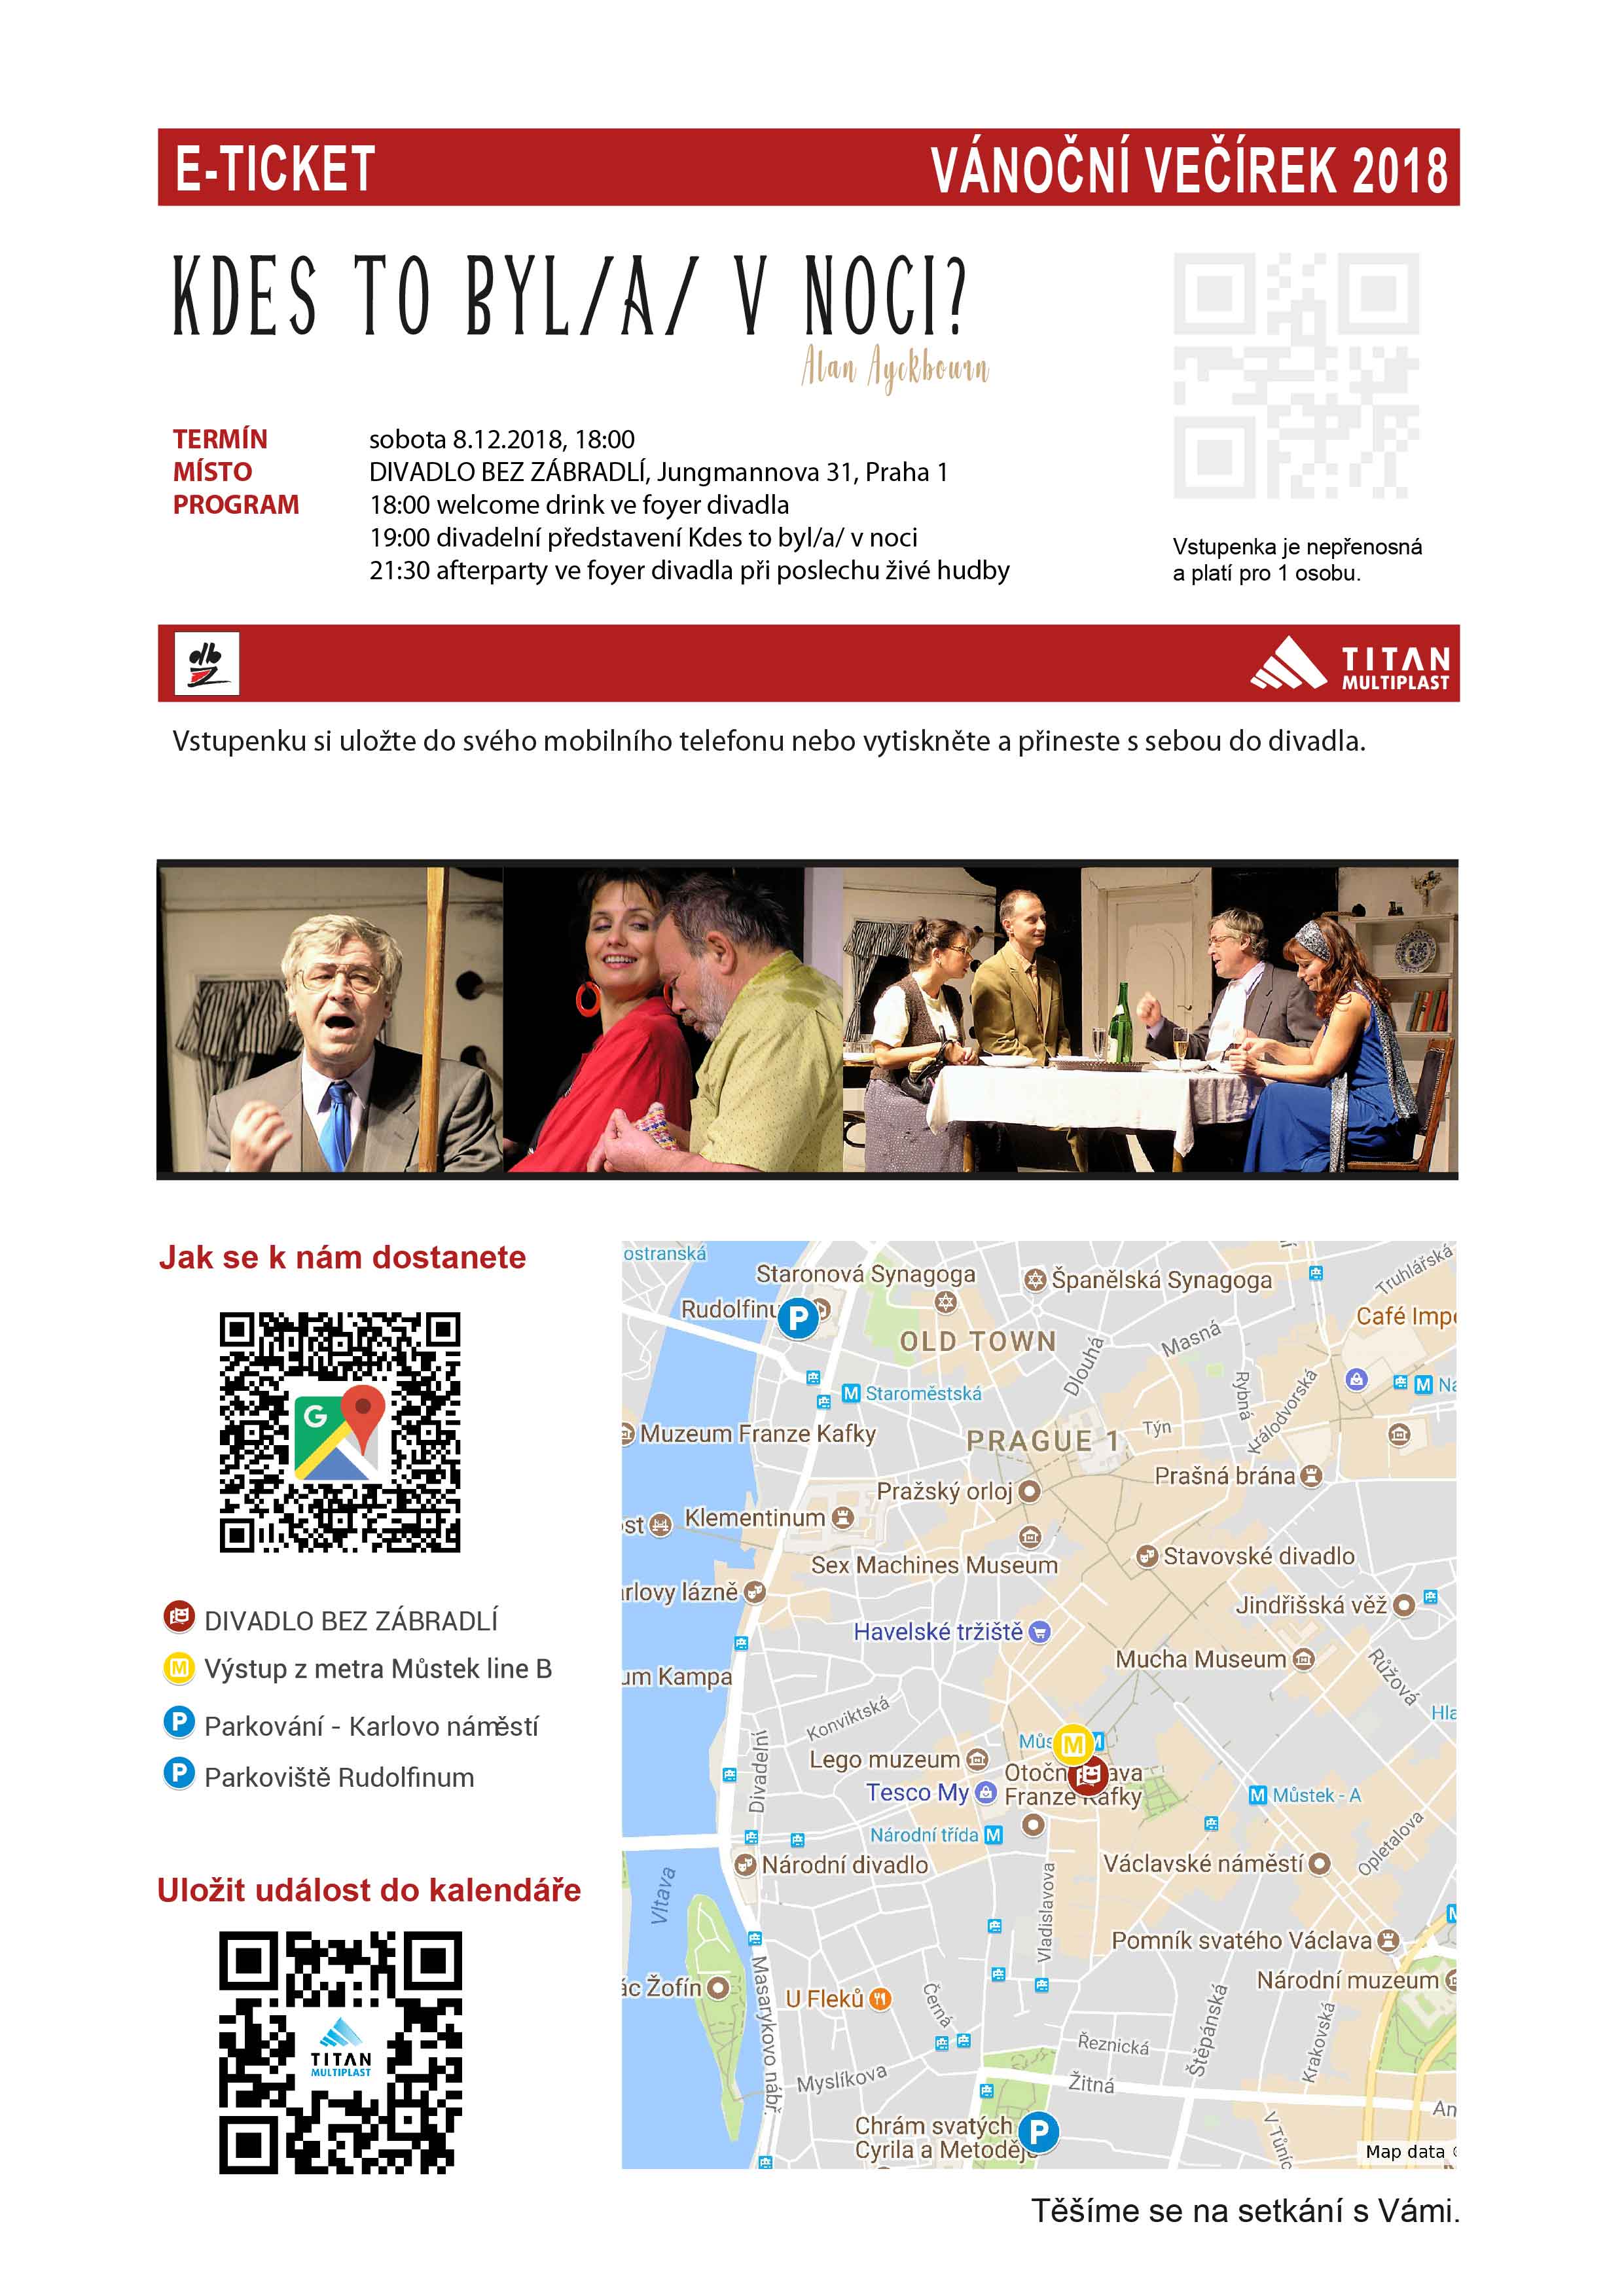 E-TICKET
VÁNOČNÍ VEČÍREK 2018
KDES TO BYL/A/ V NOCI?
Alan Ayckbourn
TERMÍN sobota 8.12.2018, 18:00
MÍSTO DIVADLO BEZ ZÁBRADLÍ, Jungmannova 31, Praha 1
PROGRAM 18:00 welcome drink ve foyer divadla
19:00 divadelní představení Kdes to byl/a/ v noci
21:30 afterparty ve foyer divadla při poslechu živé hudby
Vstupenka je nepřenosná
a platí pro 1 osobu.
db
TITAN
MULTIPLAST
Vstupenku si uložte do svého mobilního telefonu nebo vytiskněte a přineste s sebou do divadla.
Jak se k nám dostanete
G
DIVADLO BEZ ZÁBRADLÍ
M Výstup z metra Můstek line B
P Parkování - Karlovo náměstí
P Parkoviště Rudolfinum
Uložit událost do kalendáře
TITAN
MULTIPLAST
ostranská
Staronová Synagoga
Španělská Synagoga
Truhlářská
Rudolfinu
P
Café Impe
OLD TOWN
Dlouhá
Masná
Rybná
Královdvorská
M Staroměstská
M Na
Muzeum Franze Kafky
PRAGUE 1
Týn
Prašná brána
Pražský orloj
st
Klementinum
Sex Machines Museum
Stavovské divadlo
arlovy lázně
Jindřišská věž
Havelské tržiště
Mucha Museum
Růžová
um Kampa
Konviktská
Divadelní
Hla
Můs
M
Lego muzeum
Otočn
ava
Tesco My
Franze Kafky
M Můstek - A
Národní třída M
Opletalova
Národní divadlo
Václavské náměstí
Vltava
Vladislavova
Pomník svatého Václava
Národní muzeum
ác Žofín
U Fleků
Masarykovo nábř.
Černá
Štěpánská
Krakovská
Řeznická
Myslíkova
Žitná
An
Chrám svatých
Cyrila a Metoděj
P
V Tůníc
Map data ©
Těšíme se na setkání s Vámi.